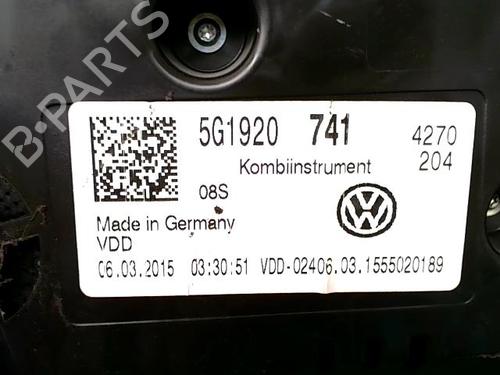 B-PARTS
5G1920 741 4270
Kombiinstrument 204
08S
Made in Germany
VDD
06.03.2015 03:30:51 VDD-02406.03.1555020189